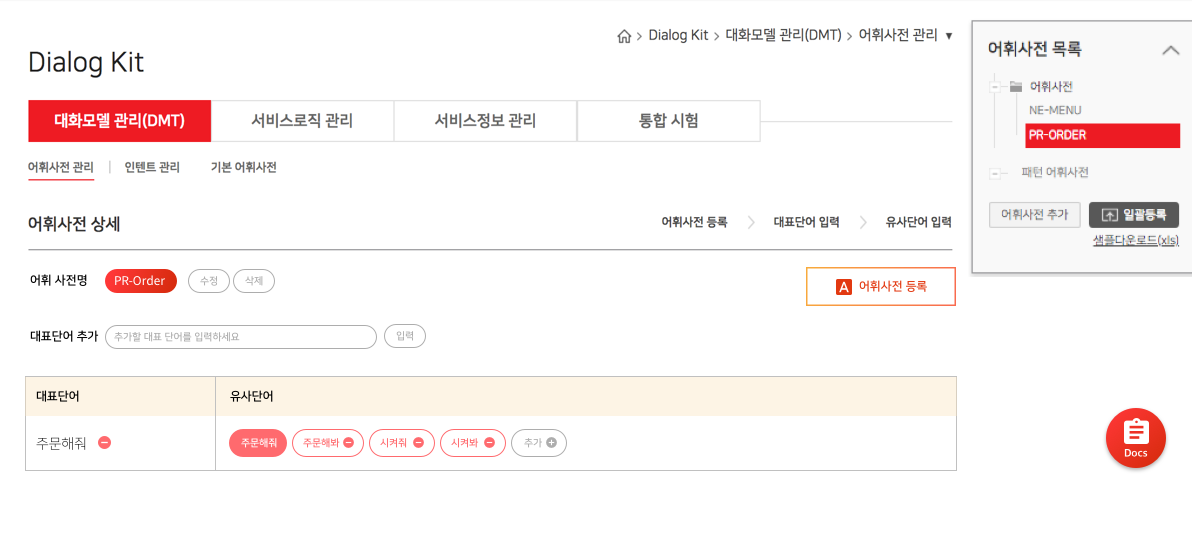 Dialog Kit > 대화모델 관리(DMT) > 어휘사전 관리 ▼
Dialog Kit
대화모델 관리(DMT) 서비스로직 관리 서비스정보 관리 통합 시험
어휘사전 관리 | 인텐트 관리 기본 어휘사전
어휘사전 상세
어휘사전 등록 > 대표단어 입력 > 유사단어 입력
어휘 사전명 PR-Order 수정 삭제
A 어휘사전 등록
대표단어 추가 추가할 대표 단어를 입력하세요 입력
대표단어 유사단어
주문해줘 주문해줘 주문해봐 시켜줘 시켜봐 추가
어휘사전 목록
어휘사전
NE-MENU
PR-ORDER
패턴 어휘사전
어휘사전 추가 일괄등록
샘플다운로드(xls)
Docs